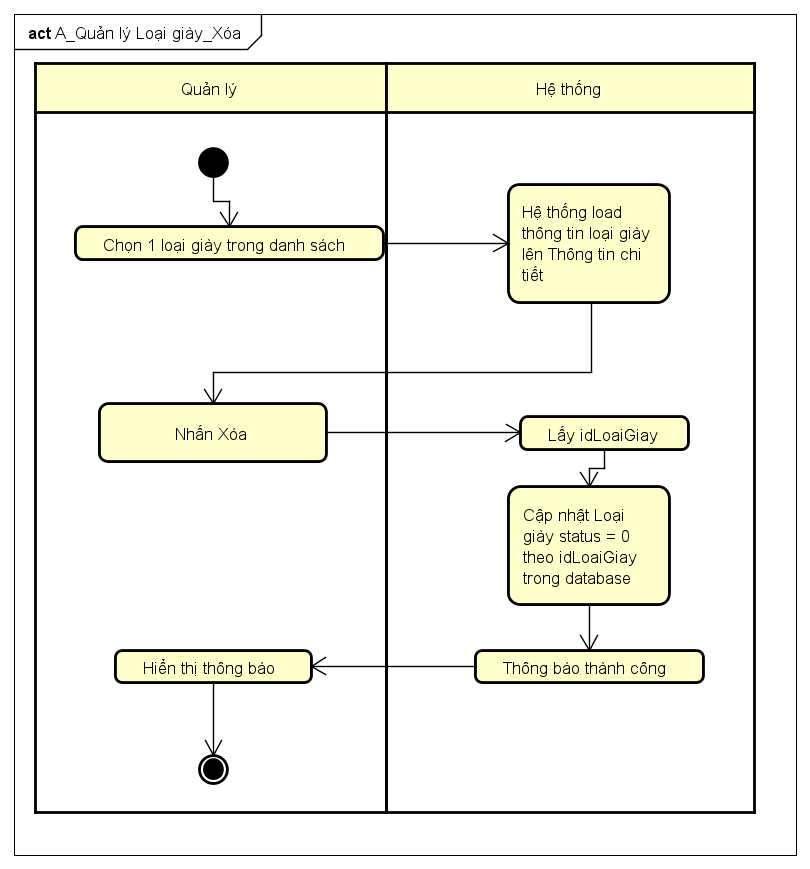 act A_Quản lý Loại giày_Xóa
Quản lý
Hệ thống
Chọn 1 loại giày trong danh sách
Hệ thống load
thông tin loại giày
lên Thông tin chi
tiết
Nhấn Xóa
Lấy idLoaiGiay
Cập nhật Loại
giày status = 0
theo idLoaiGiay
trong database
Thông báo thành công
Hiển thị thông báo